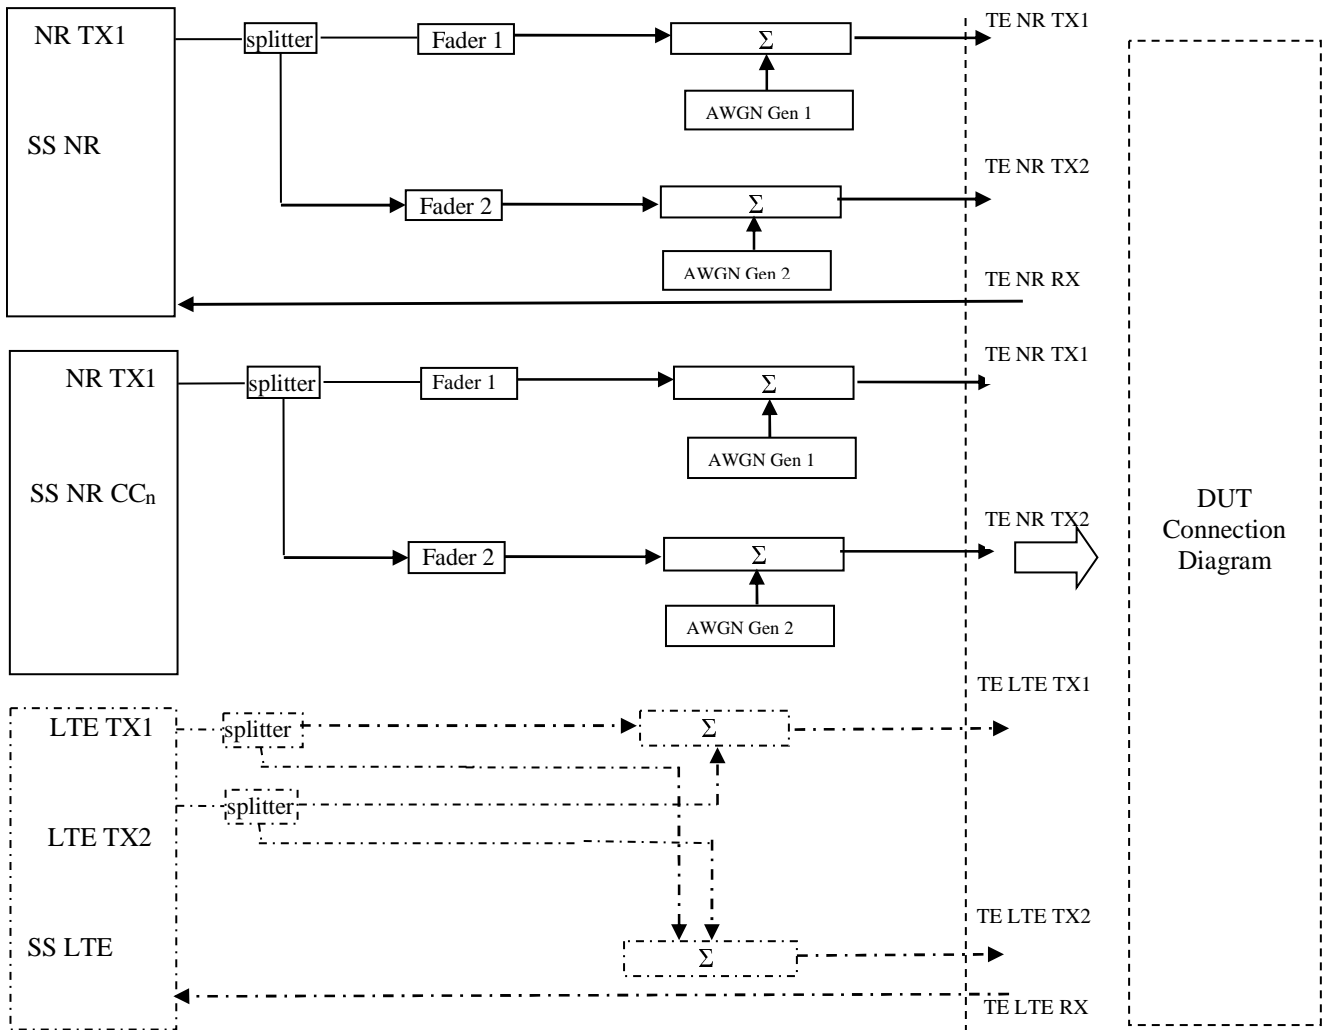 TE NR TX1
NR TX1
splitter
Fader 1
Σ
AWGN Gen 1
SS NR
TE NR TX2
Fader 2
Σ
AWGN Gen 2
TE NR RX
TE NR TX1
NR TX1
splitter
Fader 1
Σ
AWGN Gen 1
SS NR CCn
TE NR TX2
Fader 2
Σ
AWGN Gen 2
DUT
Connection
Diagram
TE LTE TX1
LTE TX1
splitter
Σ
splitter
LTE TX2
TE LTE TX2
SS LTE
Σ
TE LTE RX